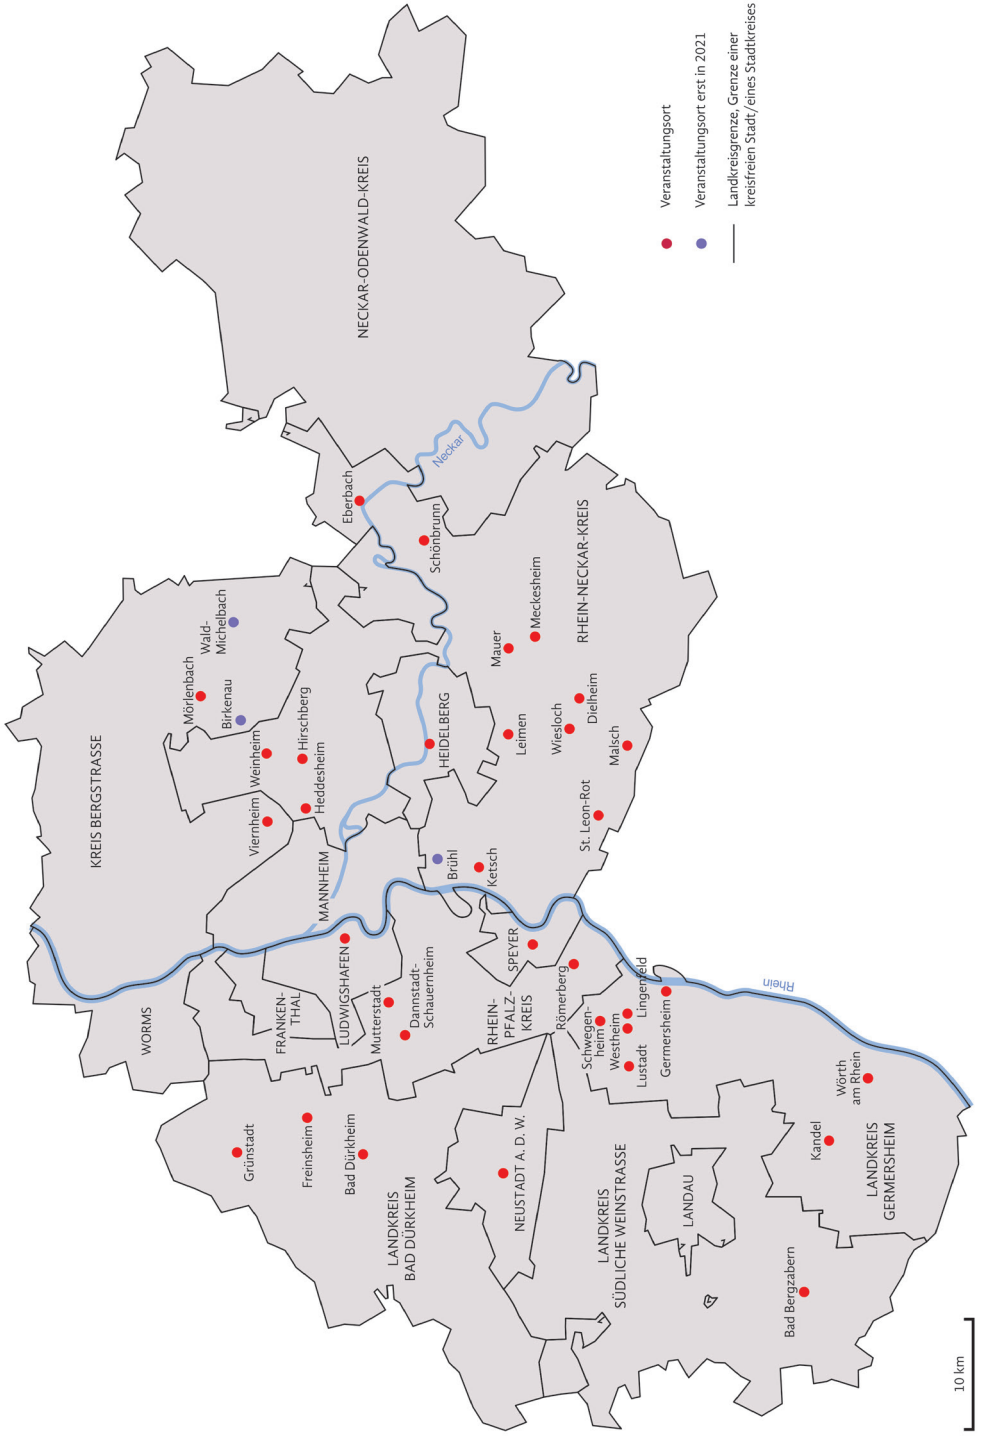 KREIS BERGSTRASSE
WORMS
Mörlenbach
Wald-
Michelbach
Birkenau
Weinheim
Viernheim
Hirschberg
Heddesheim
MANNHEIM
Eberbach
NECKAR-ODENWALD-KREIS
Neckar
Schönbrunn
HEIDELBERG
Mauer
Meckesheim
RHEIN-NECKAR-KREIS
Leimen
Wiesloch
Dielheim
Malsch
St. Leon-Rot
Brühl
Ketsch
FRANKEN-
THAL
LUDWIGSHAFEN
Mutterstadt
Dannstadt-
Schauernheim
RHEIN-
PFALZ-
KREIS
SPEYER
Römerberg
Schwegen-
heim
Westheim
Lingenfeld
Lustadt
Germersheim
Rhein
Grünstadt
Freinsheim
Bad Dürkheim
LANDKREIS
BAD DÜRKHEIM
NEUSTADT A. D. W.
LANDKREIS
SÜDLICHE WEINSTRASSE
LANDAU
Wörth
am Rhein
Kandel
LANDKREIS
GERMERSHEIM
Bad Bergzabern
10 km
Veranstaltungsort
Veranstaltungsort erst in 2021
Landkreisgrenze, Grenze einer
kreisfreien Stadt/eines Stadtkreises